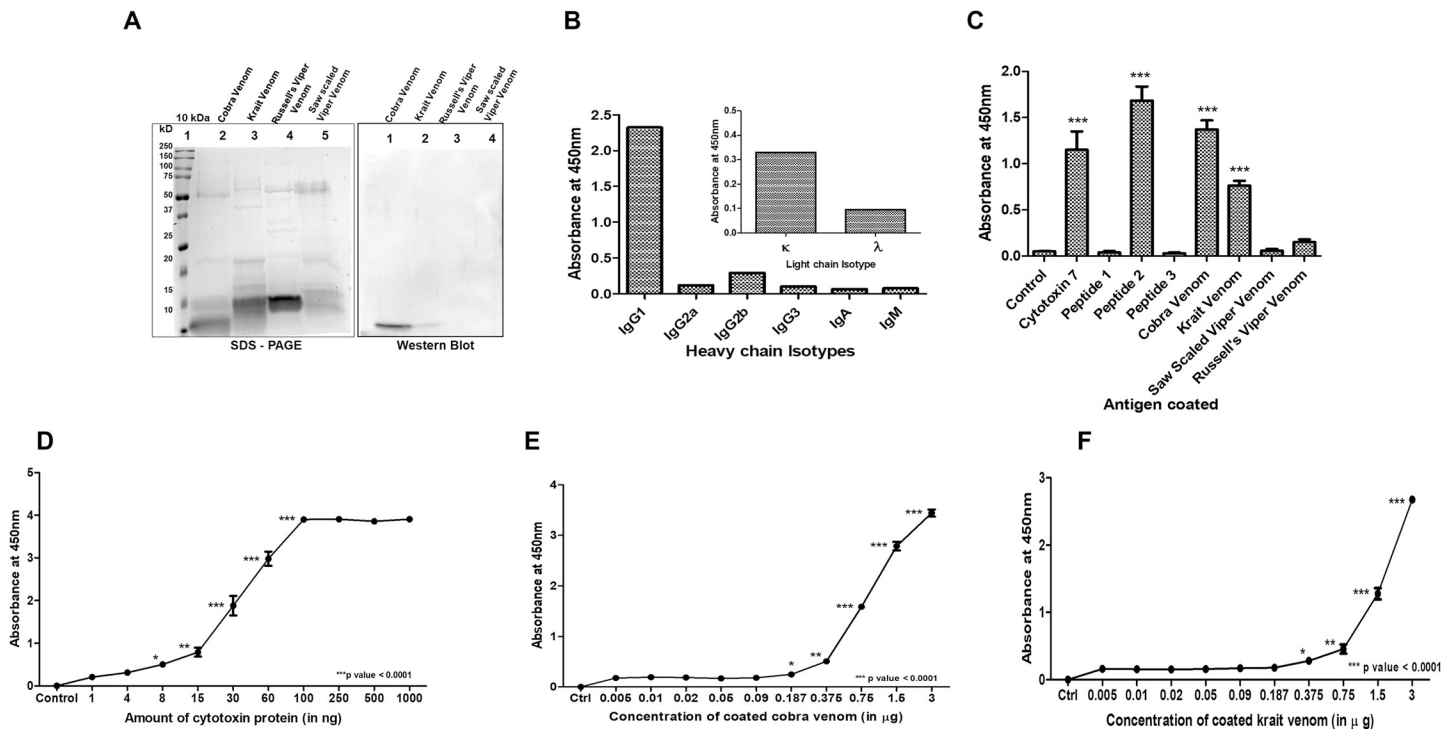 A
10 kDa
Cobra Venom
Krait Venom
Russell's Viper
Venom
Saw scaled
Viper Venom
kD
1 2 3 4 5
250
150
100
75
50
37
25
20
15
10
SDS - PAGE
Cobra Venom
Krait Venom
Russell's Viper
Venom
Saw scaled
Viper Venom
1 2 3 4
Western Blot
B
Absorbance at 450nm
2.5
2.0
1.5
1.0
0.5
0.0
IgG1 IgG2a IgG2b IgG3 IgA IgM
Heavy chain Isotypes
Absorbance at 450nm
0.5
0.4
0.3
0.2
0.1
0.0
κ λ
Light chain Isotype
C
Absorbance at 450nm
2.0
1.5
1.0
0.5
0.0
*** *** *** ***
Control
Cytotoxin 7
Peptide 1
Peptide 2
Peptide 3
Cobra Venom
Krait Venom
Saw Scaled Viper Venom
Russell's Viper Venom
Antigen coated
D
Absorbance at 450nm
5
4
3
2
1
0
* ** *** *** ***
***p value < 0.0001
Control 1 4 8 15 30 60 100 250 500 1000
Amount of cytotoxin protein (in ng)
E
Absorbance at 450nm
4
3
2
1
0
* ** *** *** ***
*** p value < 0.0001
Ctrl 0.005 0.01 0.02 0.06 0.09 0.187 0.375 0.76 1.5 3
Concentration of coated cobra venom (in μg)
F
Absorbance at 450nm
3
2
1
0
* ** *** ***
*** p value < 0.0001
Ctrl 0.005 0.01 0.02 0.05 0.09 0.187 0.375 0.75 1.5 3
Concentration of coated krait venom (in μ g)